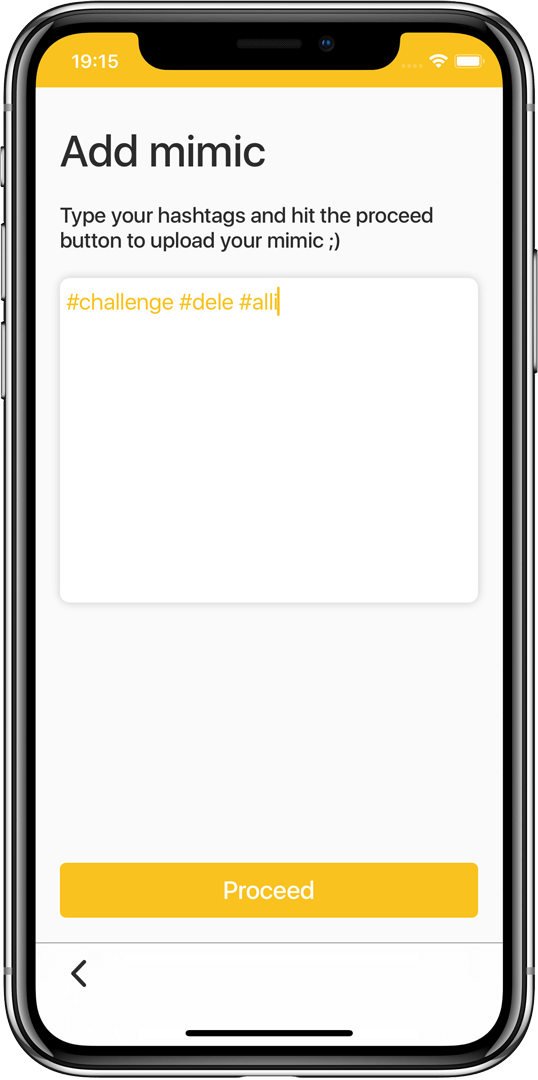 19:15
Add mimic
Type your hashtags and hit the proceed
button to upload your mimic ;)
#challenge #dele #alli
Proceed